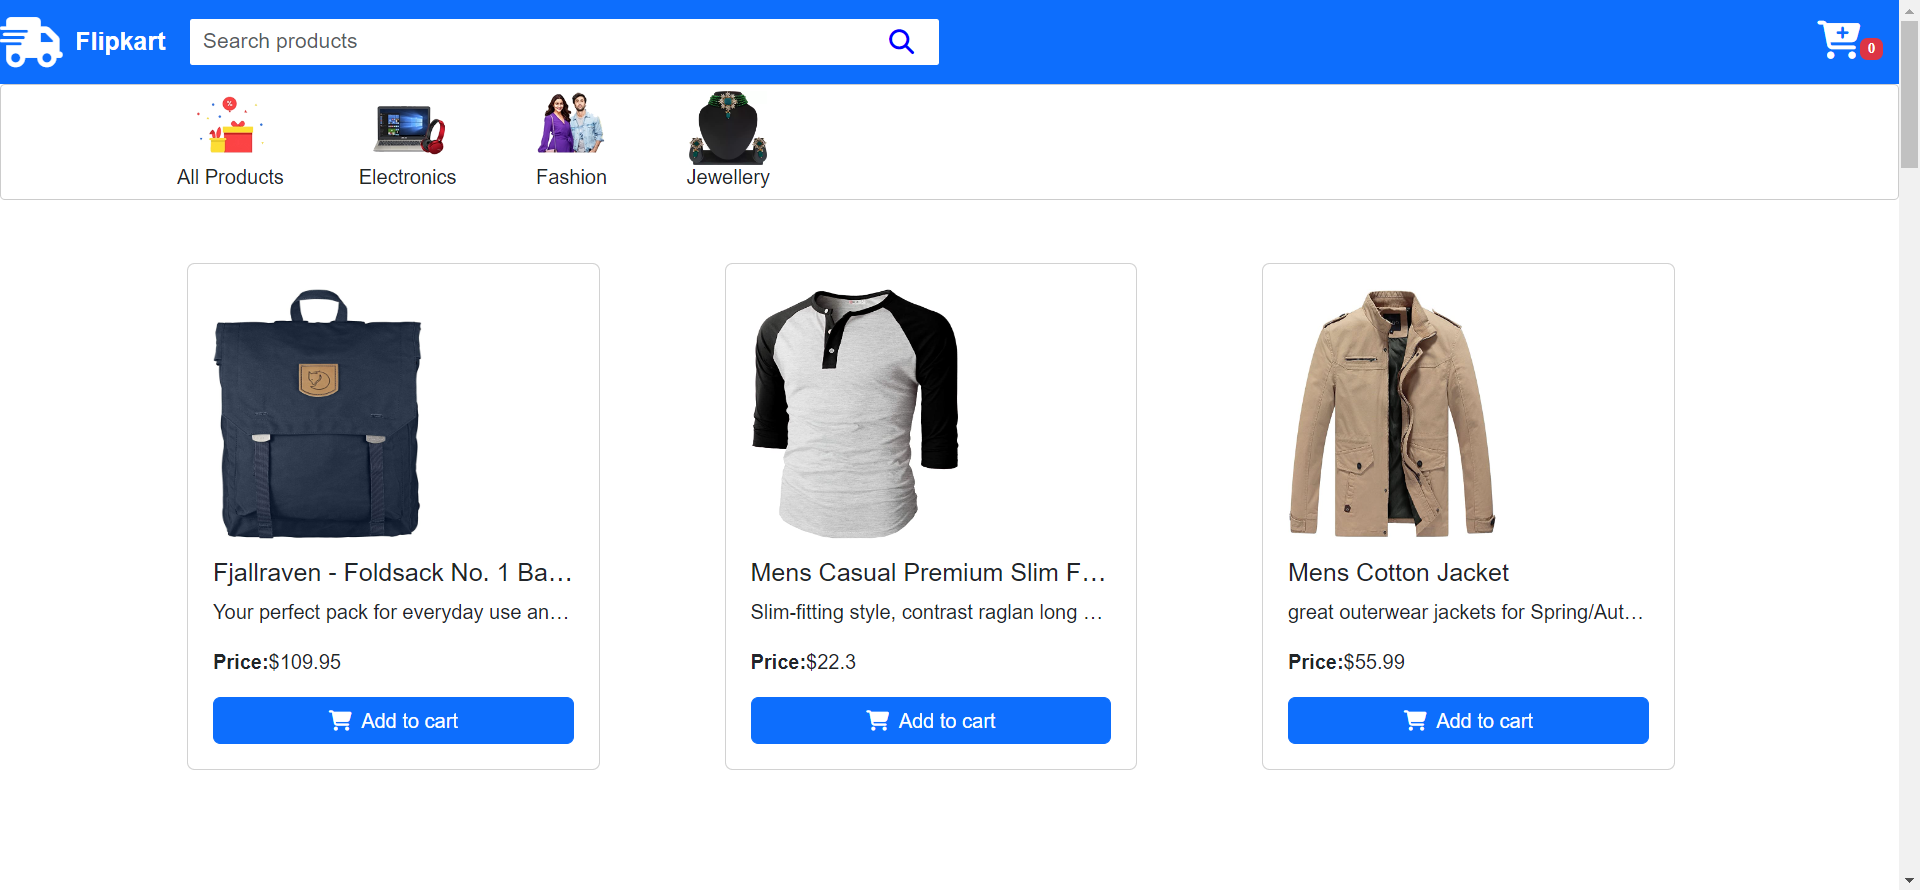 Flipkart
Search products
0
All Products
Electronics
Fashion
Jewellery
Fjallraven - Foldsack No. 1 Ba...
Your perfect pack for everyday use an...
Price:$109.95
Add to cart
Mens Casual Premium Slim F...
Slim-fitting style, contrast raglan long ...
Price:$22.3
Add to cart
Mens Cotton Jacket
great outerwear jackets for Spring/Aut...
Price:$55.99
Add to cart